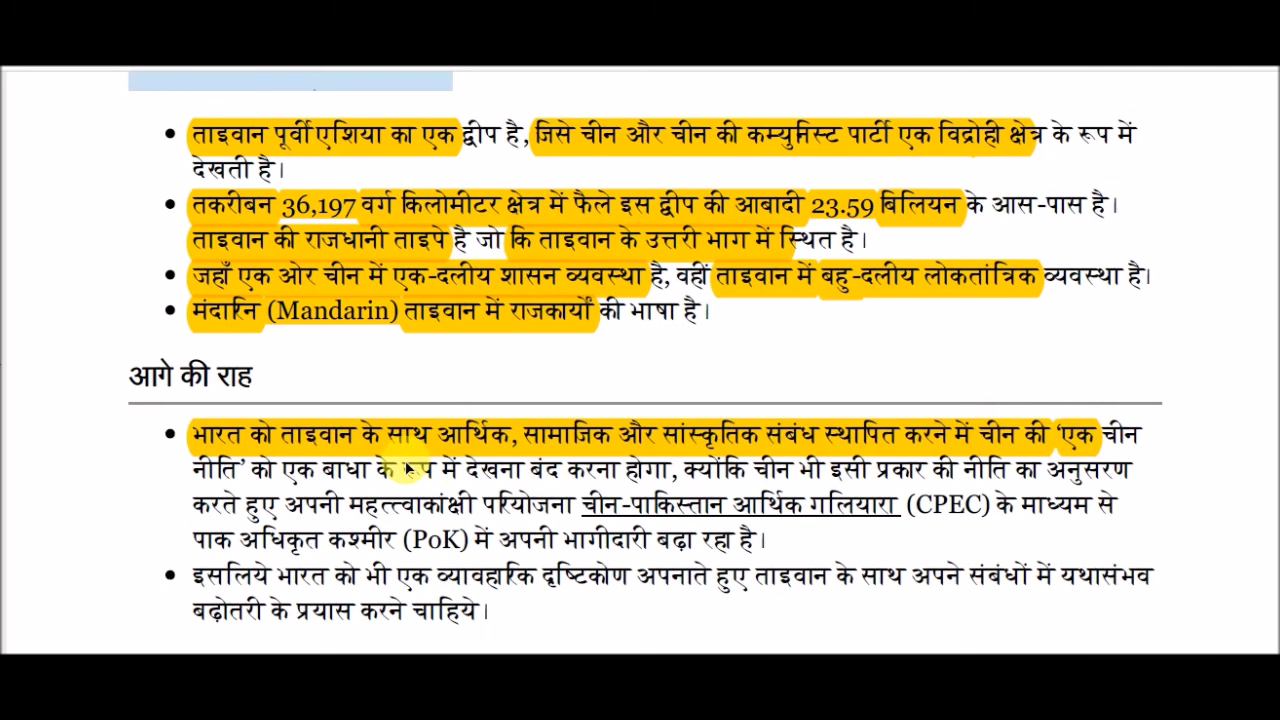 ताइवान पूर्वी एशिया का एक द्वीप है, जिसे चीन और चीन की कम्युनिस्ट पार्टी एक विद्रोही क्षेत्र के रूप में
देखती है।
तकरीबन 36,197 वर्ग किलोमीटर क्षेत्र में फैले इस द्वीप की आबादी 23.59 बिलियन के आस-पास है।
ताइवान की राजधानी ताइपे है जो कि ताइवान के उत्तरी भाग में स्थित है।
जहाँ एक ओर चीन में एक-दलीय शासन व्यवस्था है, वहीं ताइवान में बहु-दलीय लोकतांत्रिक व्यवस्था है।
मंदारिन (Mandarin) ताइवान में राजकार्यों की भाषा है।
आगे की राह
भारत को ताइवान के साथ आर्थिक, सामाजिक और सांस्कृतिक संबंध स्थापित करने में चीन की ‘एक चीन
नीति’ को एक बाधा के रूप में देखना बंद करना होगा, क्योंकि चीन भी इसी प्रकार की नीति का अनुसरण
करते हुए अपनी महत्त्वाकांक्षी परियोजना चीन-पाकिस्तान आर्थिक गलियारा (CPEC) के माध्यम से
पाक अधिकृत कश्मीर (PoK) में अपनी भागीदारी बढ़ा रहा है।
इसलिये भारत को भी एक व्यावहारिक दृष्टिकोण अपनाते हुए ताइवान के साथ अपने संबंधों में यथासंभव
बढ़ोतरी के प्रयास करने चाहिये।